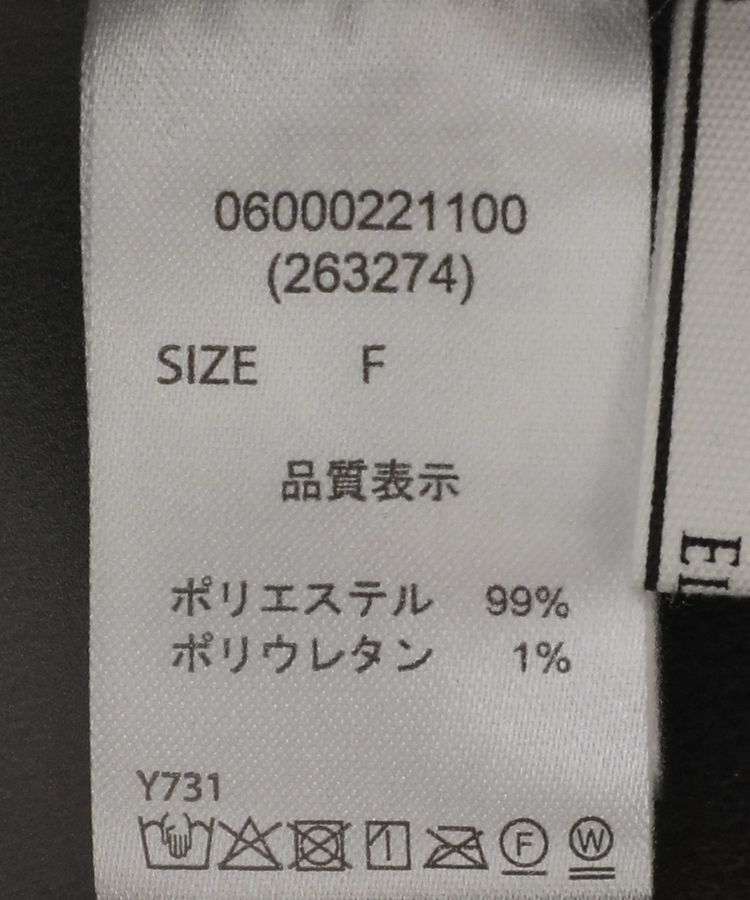 06000221100
(263274)
SIZE F
品質表示
ポリエステル 99%
ポリウレタン 1%
Y731
F W